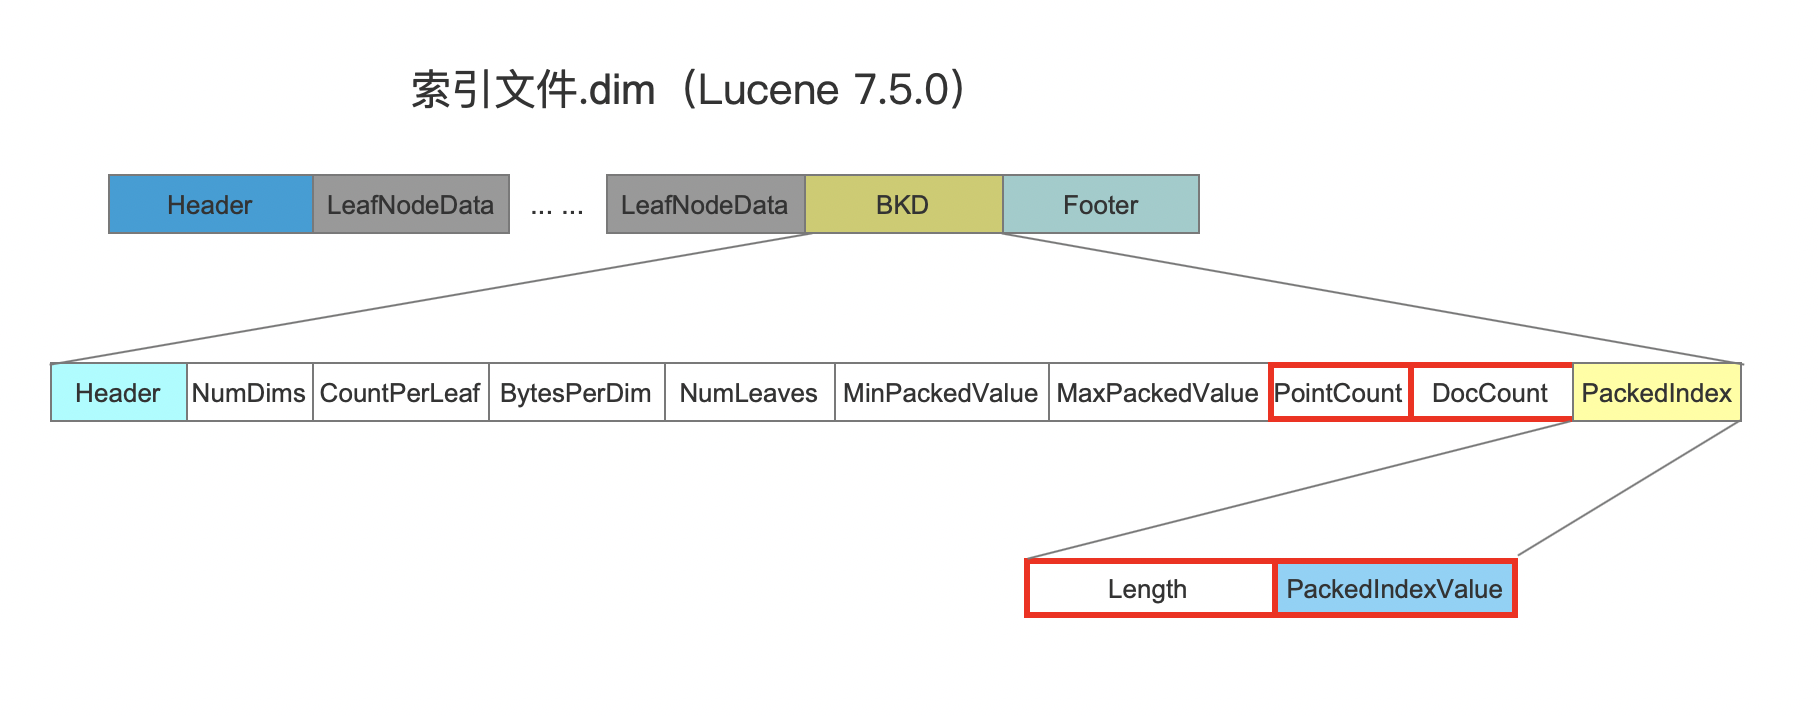 索引文件.dim（Lucene 7.5.0）
Header LeafNodeData ... ... LeafNodeData BKD Footer
Header NumDims CountPerLeaf BytesPerDim NumLeaves MinPackedValue MaxPackedValue PointCount DocCount PackedIndex
Length PackedIndexValue